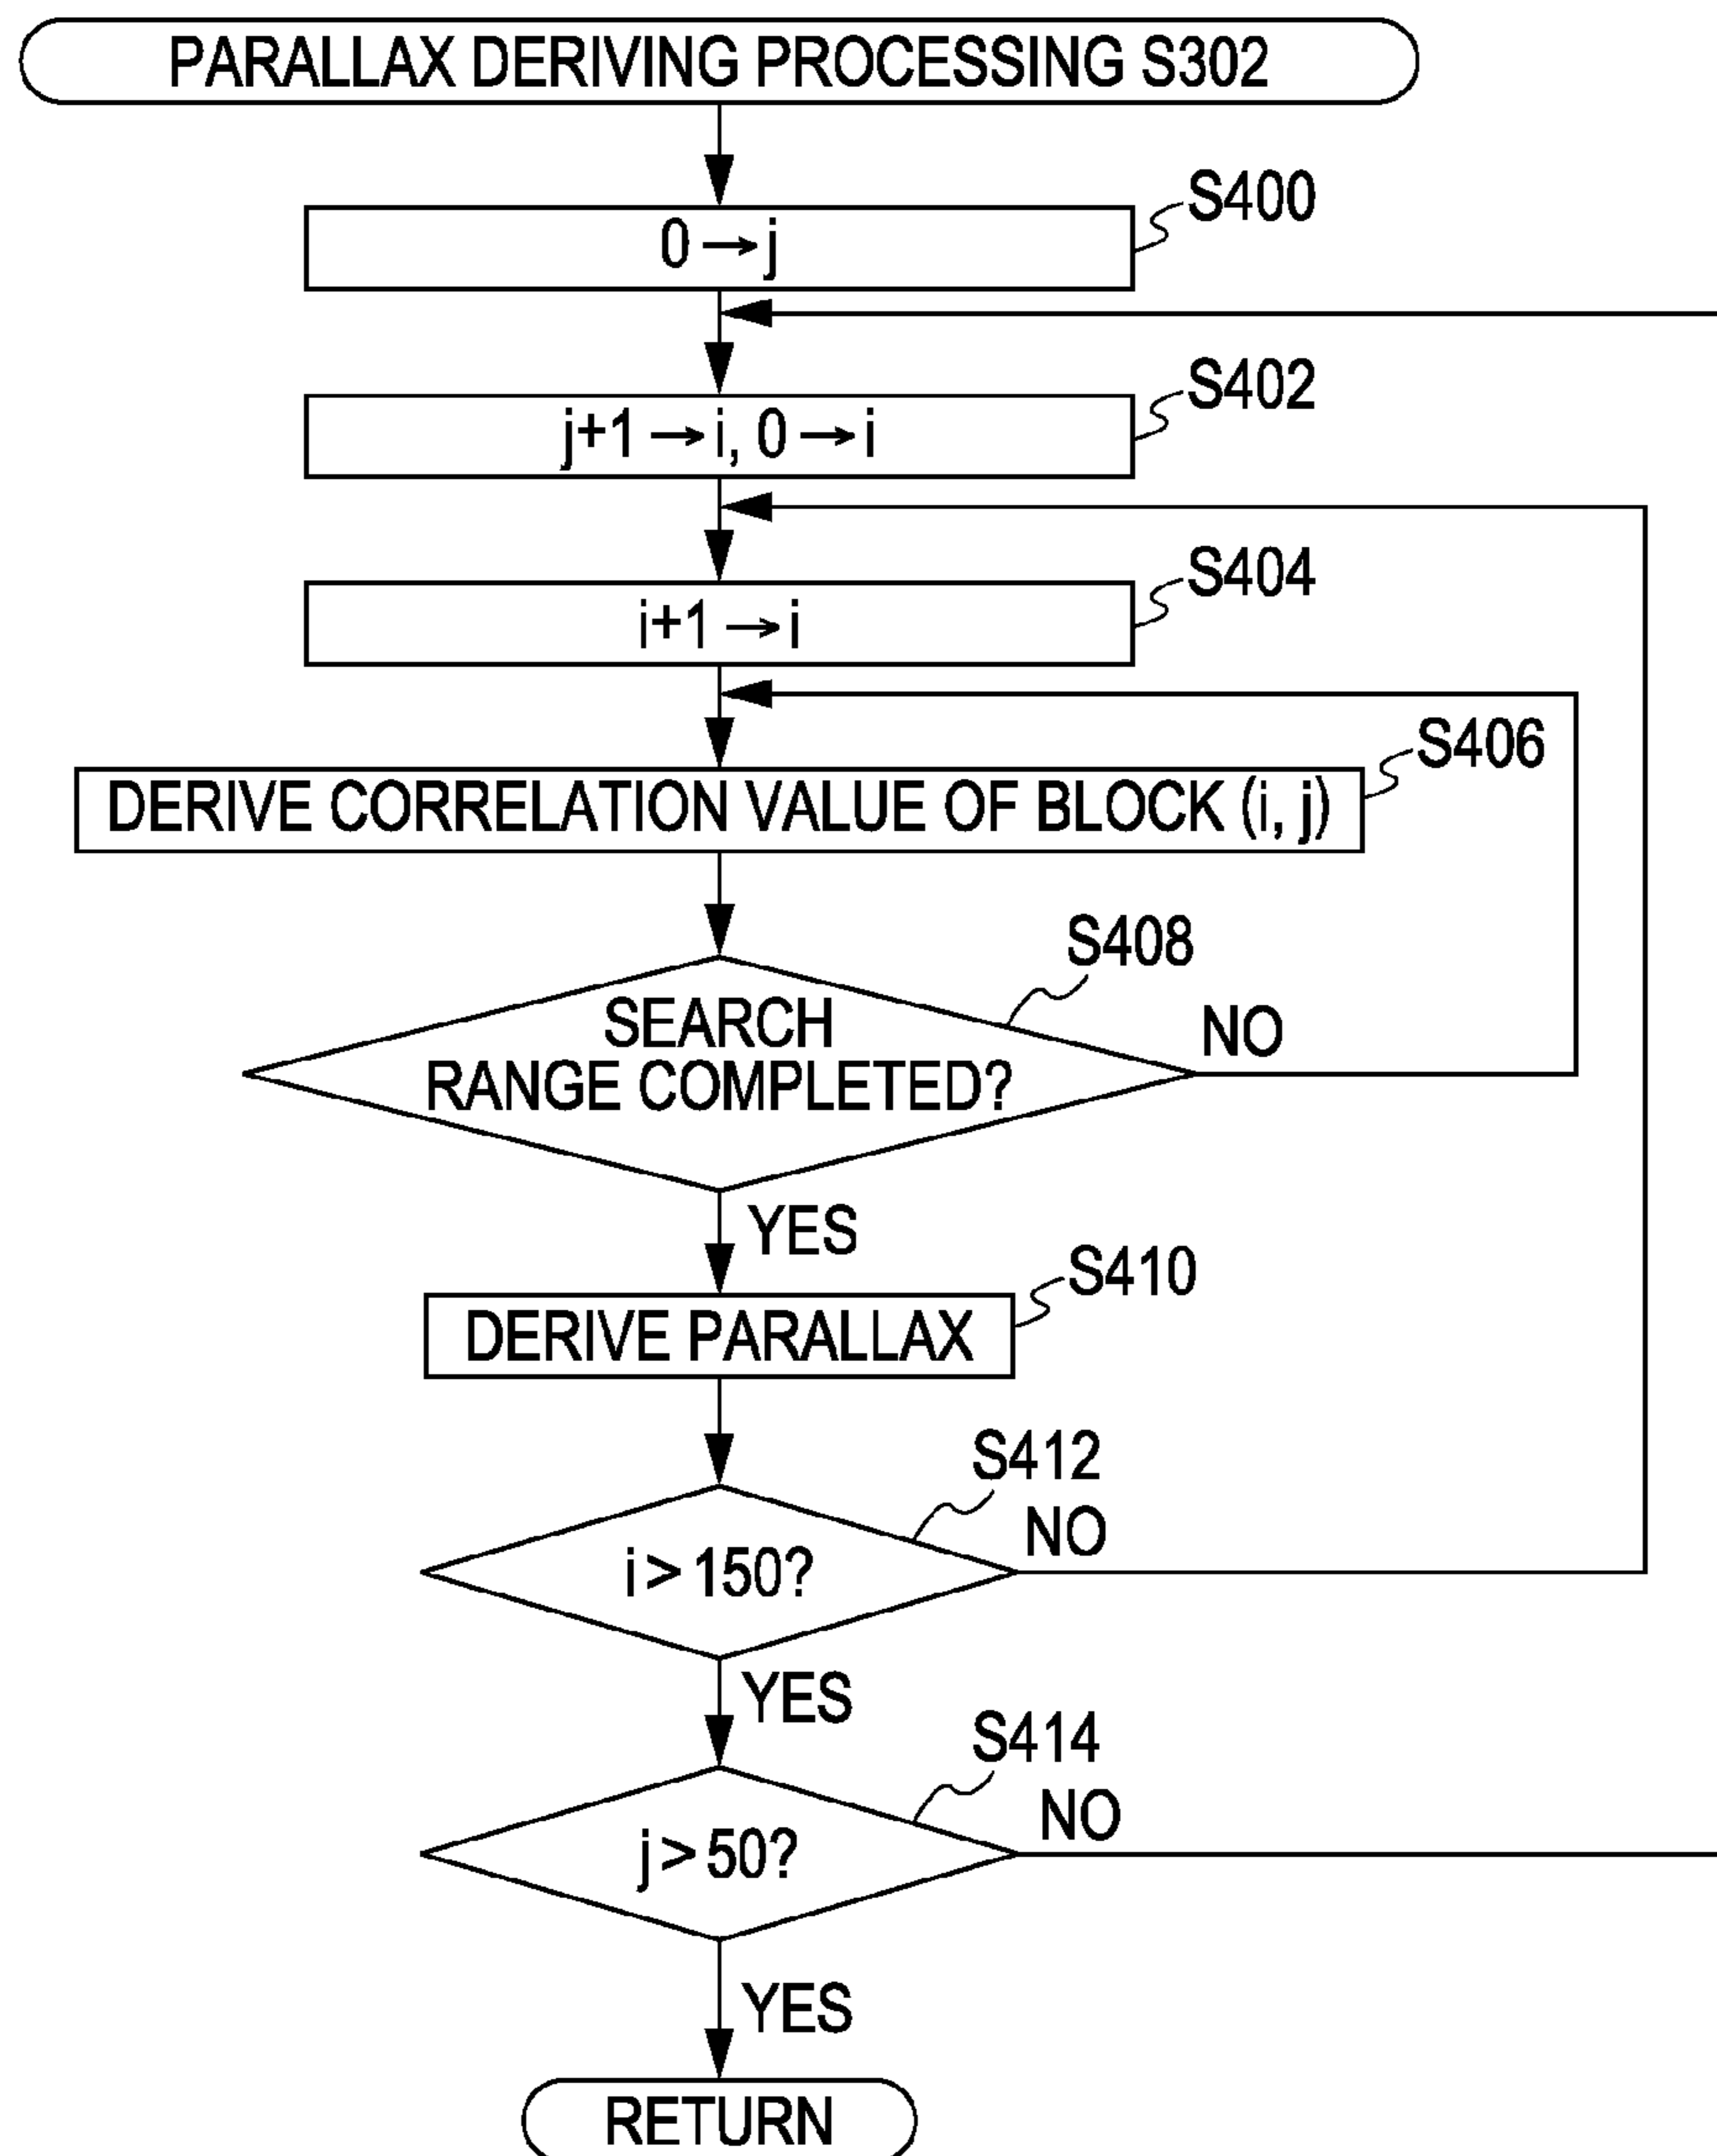 PARALLAX DERIVING PROCESSING S302
S400
0→j
S402
j+1→i, 0→i
S404
i+1→i
S406
DERIVE CORRELATION VALUE OF BLOCK (i, j)
S408
SEARCH
RANGE COMPLETED?
NO
YES
S410
DERIVE PARALLAX
S412
i>150?
NO
YES
S414
j>50?
NO
YES
RETURN